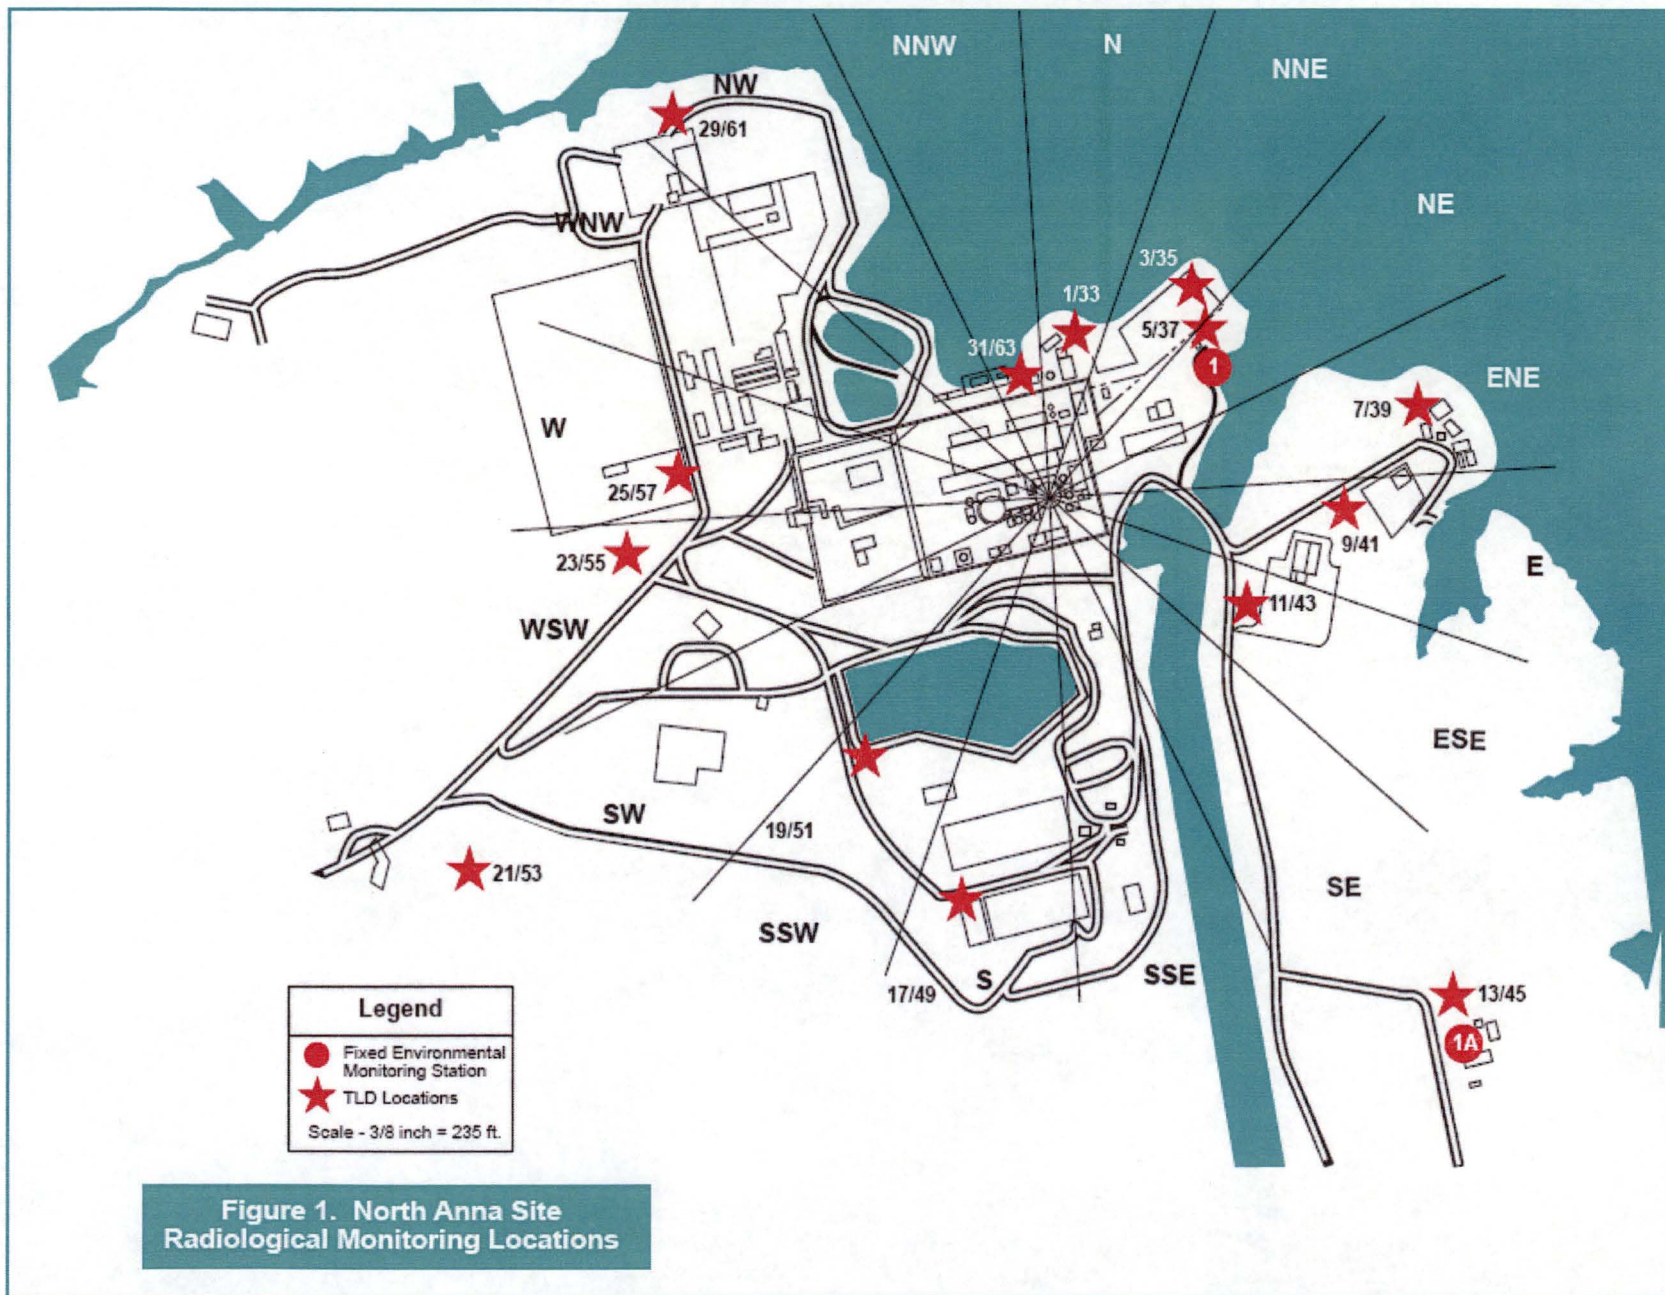 NNW
N
NNE
NW
29/61
NE
WNW
3/35
1/33
5/37
31/63
1
ENE
7/39
W
25/57
9/41
23/55
E
11/43
WSW
ESE
SW
19/51
21/53
SE
SSW
S
SSE
17/49
13/45
1A
Legend
Fixed Environmental
Monitoring Station
TLD Locations
Scale - 3/8 inch = 235 ft.
Figure 1. North Anna Site
Radiological Monitoring Locations